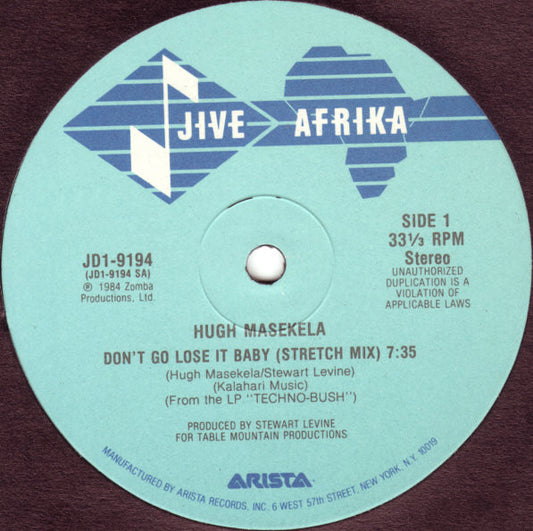 JIVE AFRIKA
JD1-9194
(JD1-9194 SA)
℗ 1984 Zomba
Productions, Ltd.
SIDE 1
33⅓ RPM
Stereo
UNAUTHORIZED
DUPLICATION IS A
VIOLATION OF
APPLICABLE LAWS
HUGH MASEKELA
DON'T GO LOSE IT BABY (STRETCH MIX) 7:35
(Hugh Masekela/Stewart Levine)
(Kalahari Music)
(From the LP "TECHNO-BUSH")
PRODUCED BY STEWART LEVINE
FOR TABLE MOUNTAIN PRODUCTIONS
ARISTA
MANUFACTURED BY ARISTA RECORDS, INC. 6 WEST 57th STREET, NEW YORK, N.Y. 10019